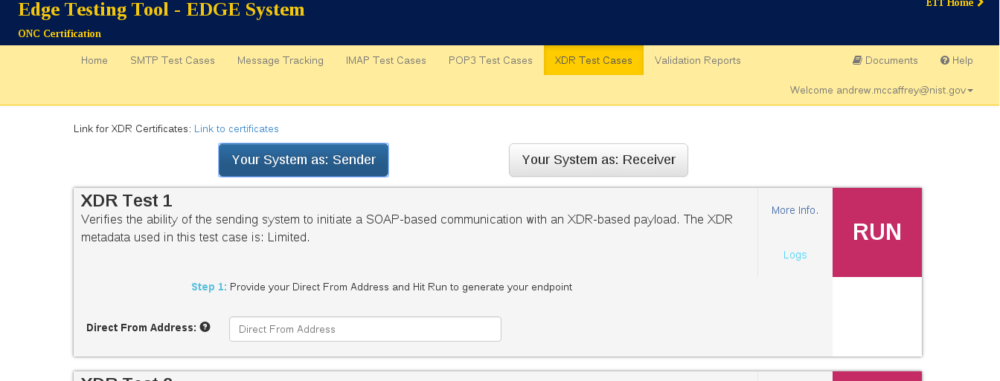 Edge Testing Tool - EDGE System
ETT Home
ONC Certification
Home SMTP Test Cases Message Tracking IMAP Test Cases POP3 Test Cases XDR Test Cases Validation Reports Documents Help
Welcome andrew.mccaffrey@nist.gov
Link for XDR Certificates: Link to certificates
Your System as: Sender Your System as: Receiver
XDR Test 1
Verifies the ability of the sending system to initiate a SOAP-based communication with an XDR-based payload. The XDR
metadata used in this test case is: Limited.
More Info.
Logs
RUN
Step 1: Provide your Direct From Address and Hit Run to generate your endpoint
Direct From Address: Direct From Address
XDR Test